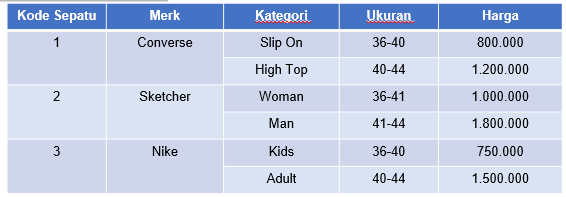 Kode Sepatu Merk Kategori Ukuran Harga
1 Converse Slip On 36-40 800.000
High Top 40-44 1.200.000
2 Sketcher Woman 36-41 1.000.000
Man 41-44 1.800.000
3 Nike Kids 36-40 750.000
Adult 40-44 1.500.000